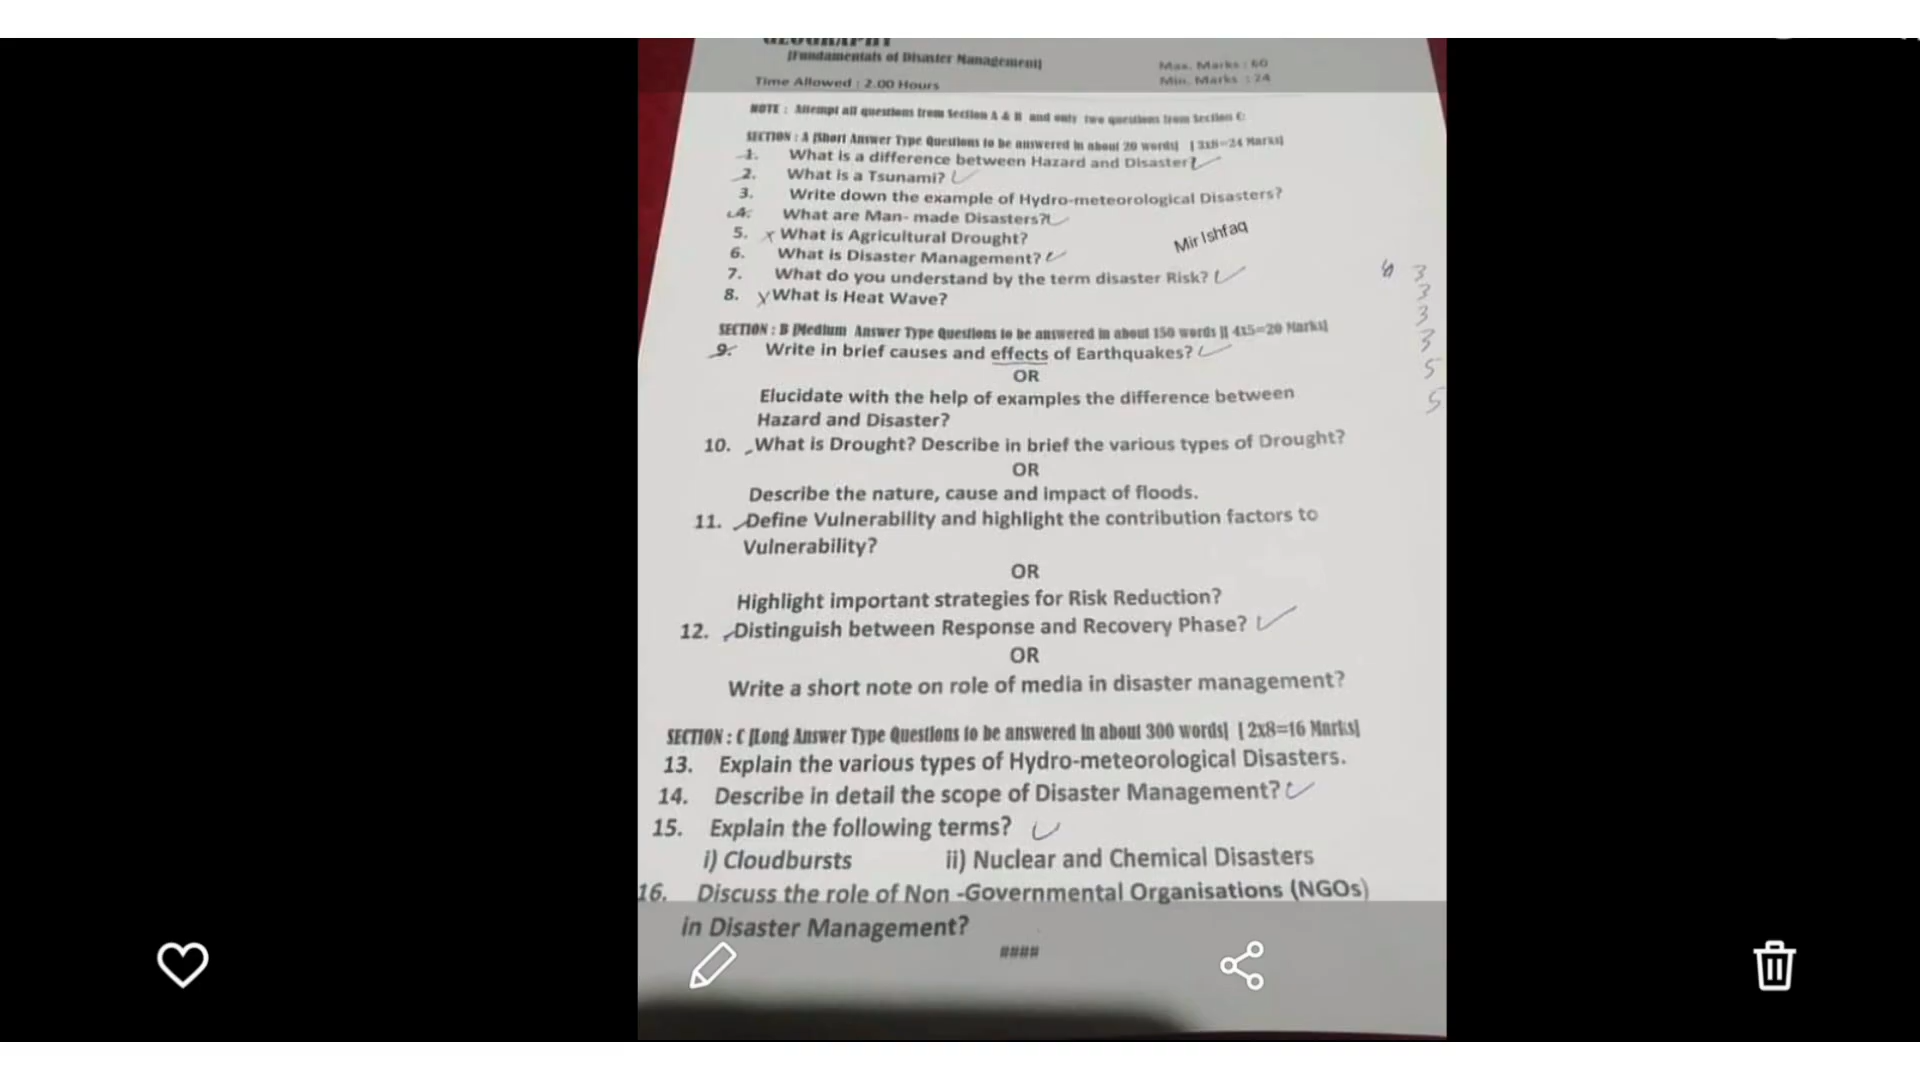 GEOGRAPHY
[Fundamentals of Disaster Management]
Max. Marks : 60
Time Allowed : 2.00 Hours
Min. Marks : 24
NOTE : Attempt all questions from Section A & B and only two questions from Section C
SECTION : A [Short Answer Type Questions to be answered in about 20 words] [ 3x8=24 Marks]
1. What is a difference between Hazard and Disaster?
2. What is a Tsunami?
3. Write down the example of Hydro-meteorological Disasters?
4. What are Man- made Disasters?
5. x What is Agricultural Drought?
Mir Ishfaq
6. What is Disaster Management?
7. What do you understand by the term disaster Risk?
8. x What is Heat Wave?
3
3
3
3
5
5
SECTION : B [Medium Answer Type Questions to be answered in about 150 words ][ 4x5=20 Marks]
9. Write in brief causes and effects of Earthquakes?
OR
Elucidate with the help of examples the difference between
Hazard and Disaster?
10. What is Drought? Describe in brief the various types of Drought?
OR
Describe the nature, cause and impact of floods.
11. Define Vulnerability and highlight the contribution factors to
Vulnerability?
OR
Highlight important strategies for Risk Reduction?
12. Distinguish between Response and Recovery Phase?
OR
Write a short note on role of media in disaster management?
SECTION : C [Long Answer Type Questions to be answered in about 300 words] [ 2x8=16 Marks]
13. Explain the various types of Hydro-meteorological Disasters.
14. Describe in detail the scope of Disaster Management?
15. Explain the following terms?
i) Cloudbursts ii) Nuclear and Chemical Disasters
16. Discuss the role of Non -Governmental Organisations (NGOs)
in Disaster Management?
####